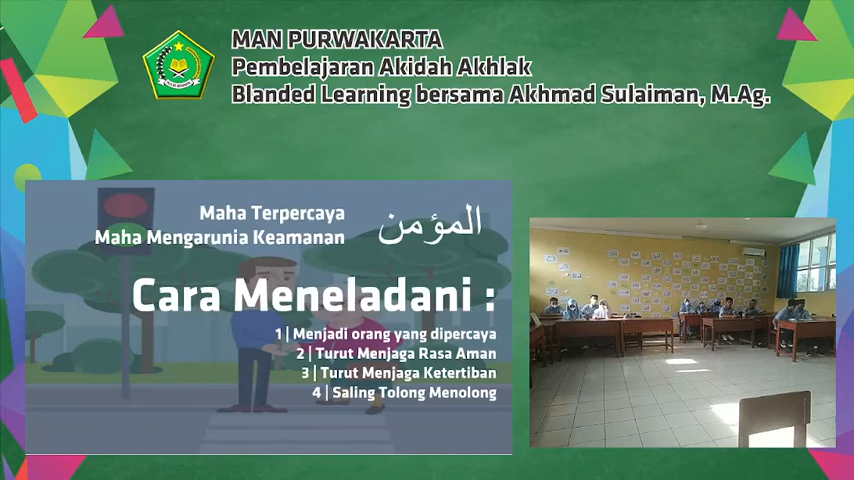 MAN PURWAKARTA
Pembelajaran Akidah Akhlak
Blanded Learning bersama Akhmad Sulaiman, M.Ag.
Maha Terpercaya
Maha Mengarunia Keamanan
المؤمن
Cara Meneladani :
1 | Menjadi orang yang dipercaya
2 | Turut Menjaga Rasa Aman
3 | Turut Menjaga Ketertiban
4 | Saling Tolong Menolong